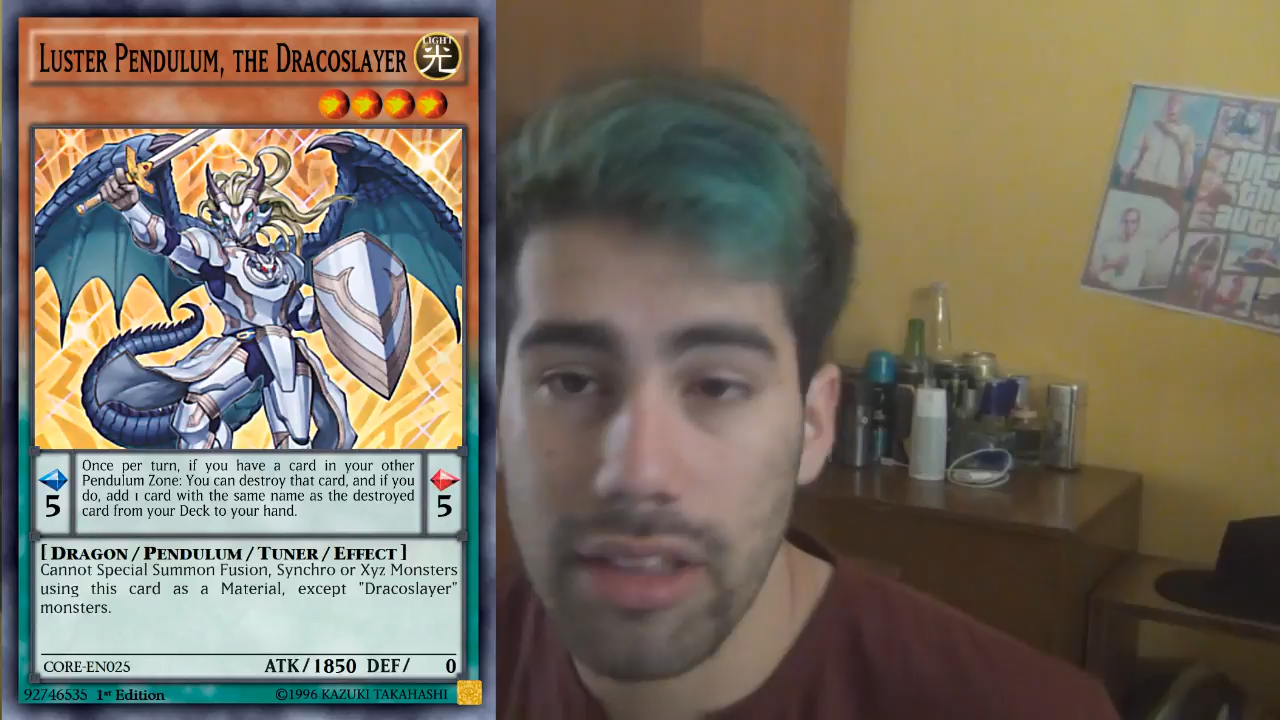 LUSTER PENDULUM, THE DRACOSLAYER
LIGHT
光
Once per turn, if you have a card in your other
Pendulum Zone: You can destroy that card, and if you
do, add 1 card with the same name as the destroyed
card from your Deck to your hand.
5
5
[ DRAGON / PENDULUM / TUNER / EFFECT ]
Cannot Special Summon Fusion, Synchro or Xyz Monsters
using this card as a Material, except "Dracoslayer"
monsters.
CORE-EN025
ATK / 1850 DEF / 0
92746535 1st Edition
©1996 KAZUKI TAKAHASHI
grand
theft
auto